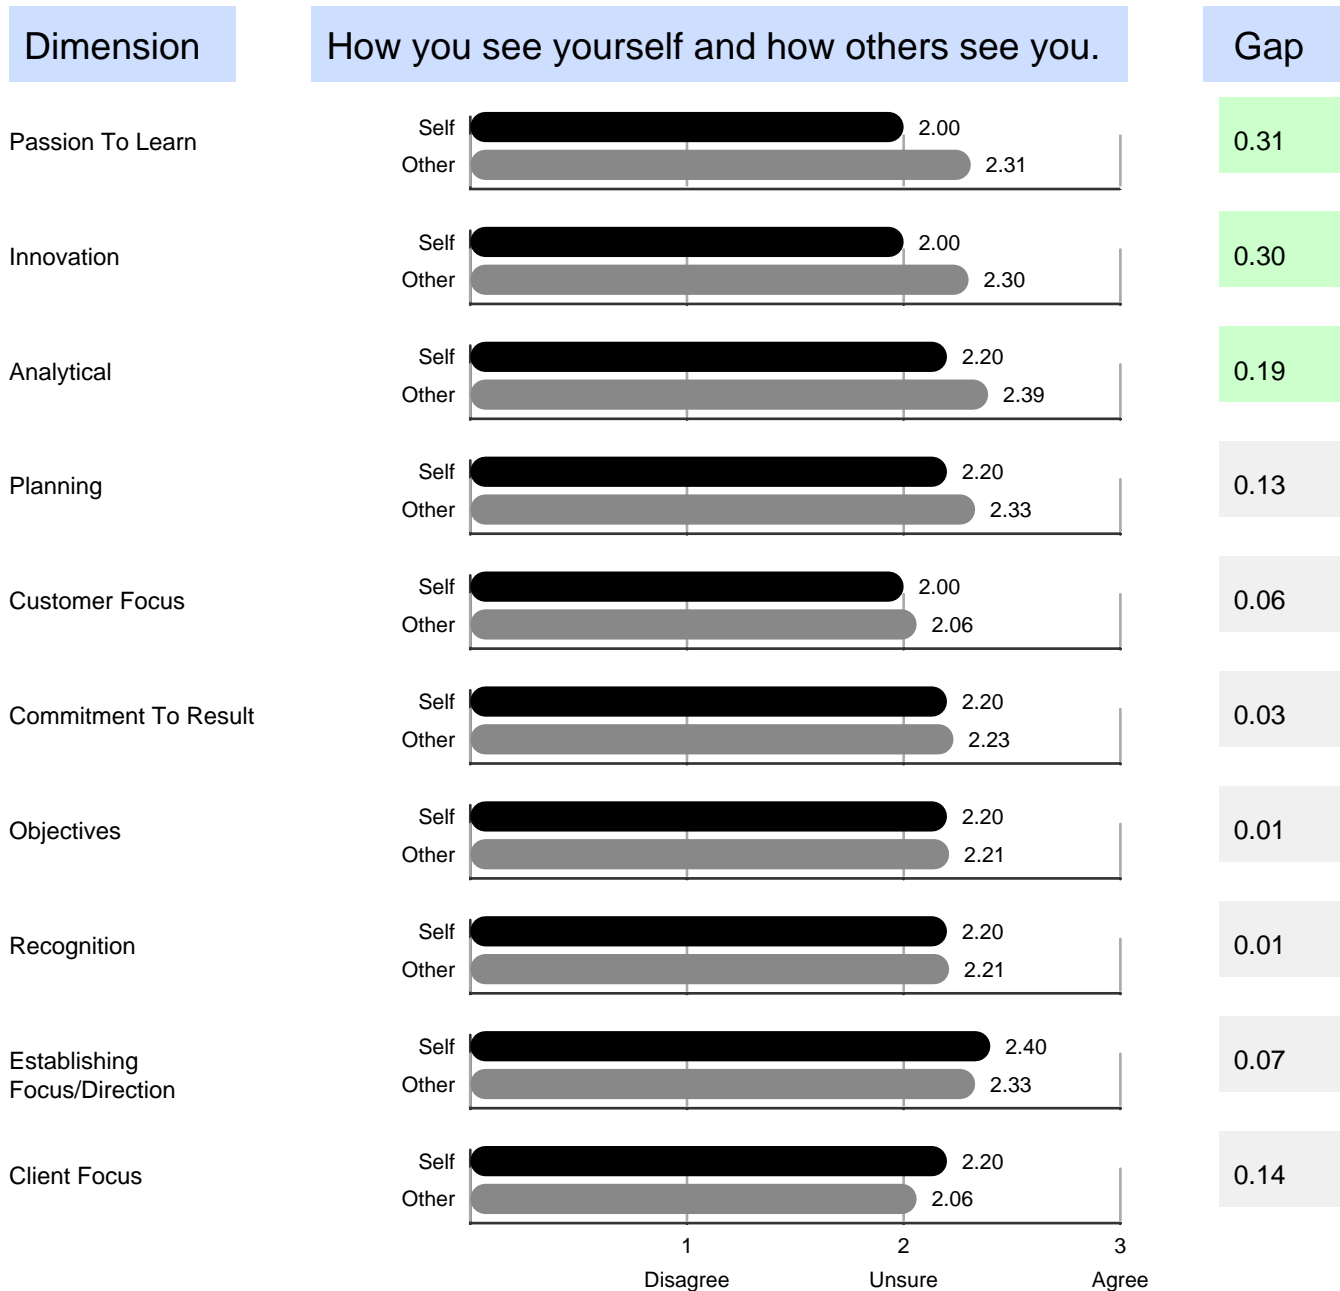 Dimension How you see yourself and how others see you. Gap
Passion To Learn
Self 2.00
Other 2.31
0.31
Innovation
Self 2.00
Other 2.30
0.30
Analytical
Self 2.20
Other 2.39
0.19
Planning
Self 2.20
Other 2.33
0.13
Customer Focus
Self 2.00
Other 2.06
0.06
Commitment To Result
Self 2.20
Other 2.23
0.03
Objectives
Self 2.20
Other 2.21
0.01
Recognition
Self 2.20
Other 2.21
0.01
Establishing
Focus/Direction
Self 2.40
Other 2.33
0.07
Client Focus
Self 2.20
Other 2.06
0.14
1 2 3
Disagree Unsure Agree